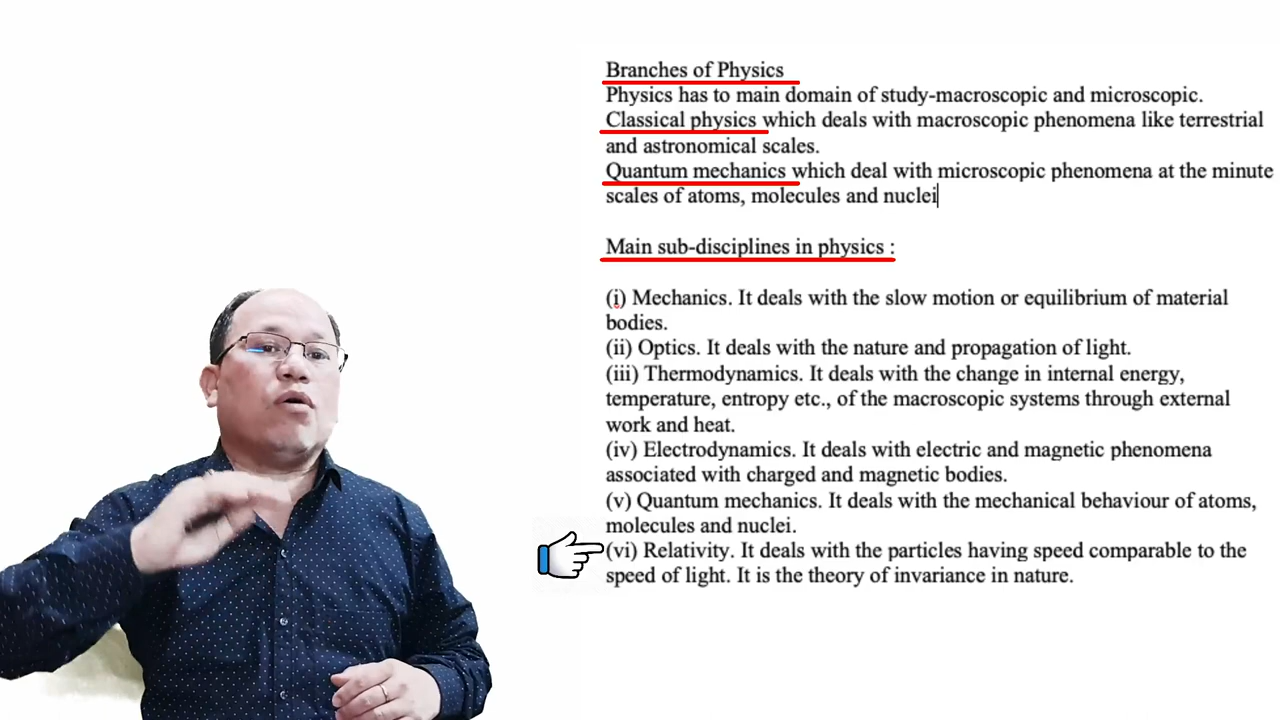 Branches of Physics
Physics has to main domain of study-macroscopic and microscopic.
Classical physics which deals with macroscopic phenomena like terrestrial
and astronomical scales.
Quantum mechanics which deal with microscopic phenomena at the minute
scales of atoms, molecules and nuclei
Main sub-disciplines in physics :
(i) Mechanics. It deals with the slow motion or equilibrium of material
bodies.
(ii) Optics. It deals with the nature and propagation of light.
(iii) Thermodynamics. It deals with the change in internal energy,
temperature, entropy etc., of the macroscopic systems through external
work and heat.
(iv) Electrodynamics. It deals with electric and magnetic phenomena
associated with charged and magnetic bodies.
(v) Quantum mechanics. It deals with the mechanical behaviour of atoms,
molecules and nuclei.
(vi) Relativity. It deals with the particles having speed comparable to the
speed of light. It is the theory of invariance in nature.